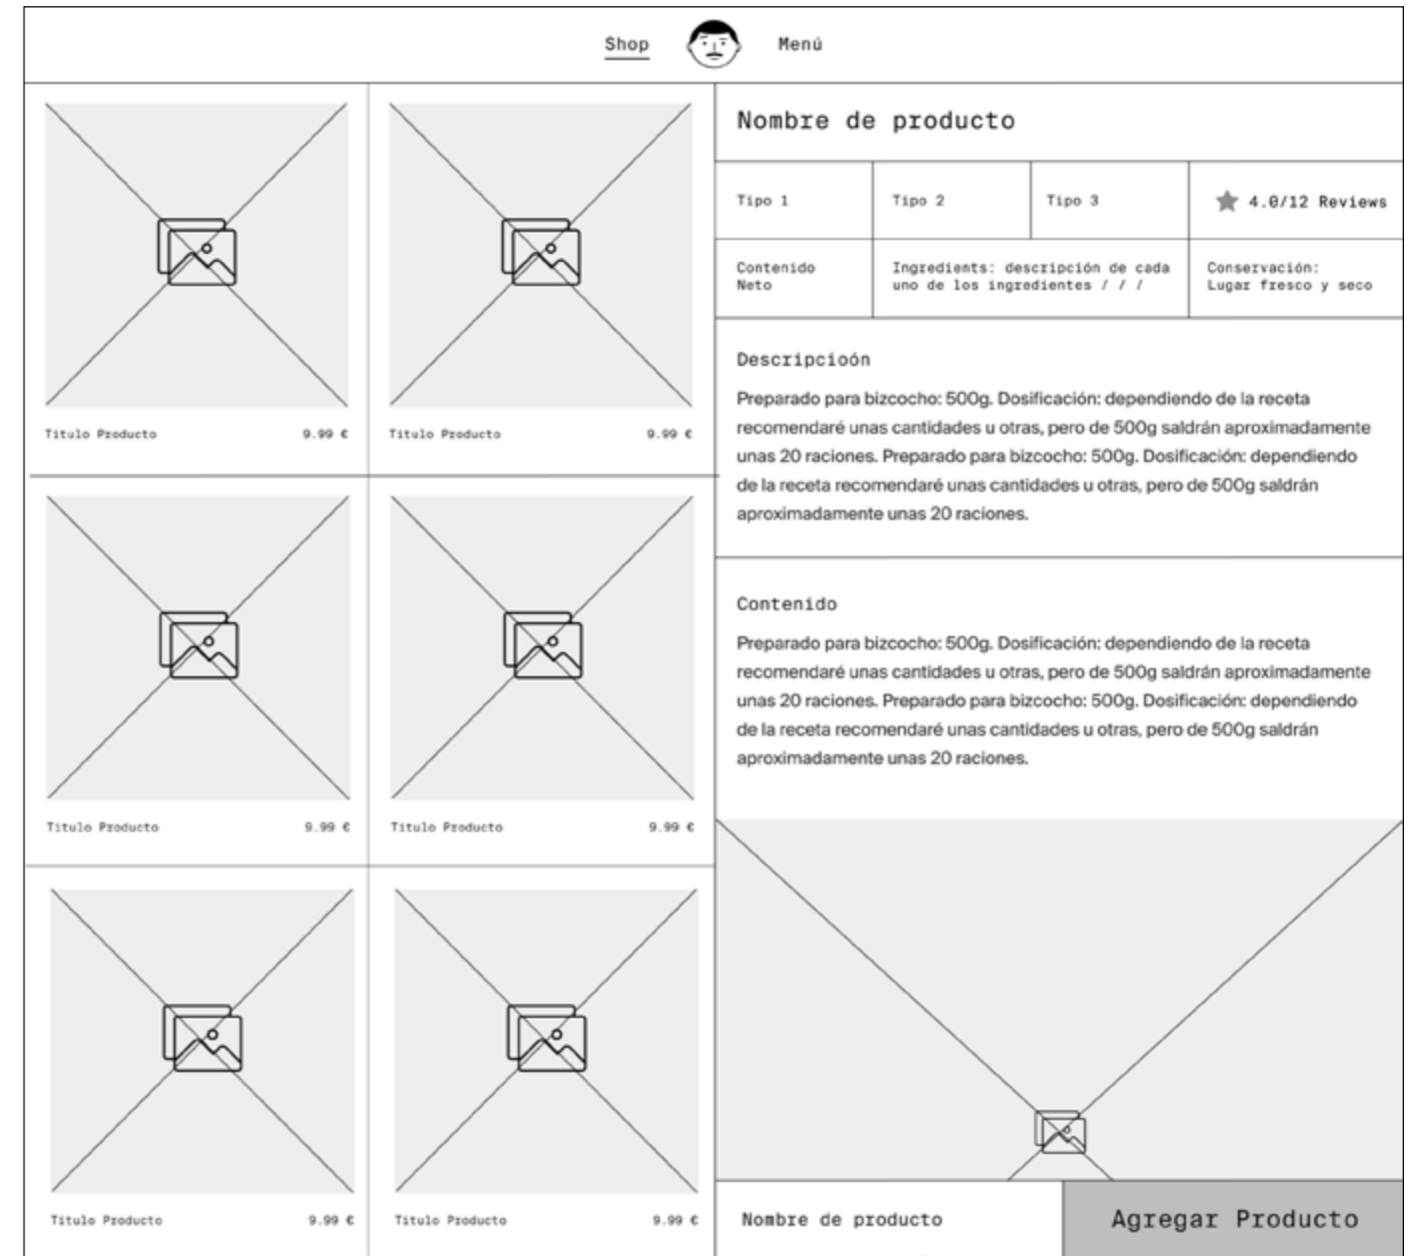 Shop
Menú
Titulo Producto 9.99 €
Titulo Producto 9.99 €
Titulo Producto 9.99 €
Titulo Producto 9.99 €
Titulo Producto 9.99 €
Titulo Producto 9.99 €
Nombre de producto
Tipo 1
Tipo 2
Tipo 3
4.0/12 Reviews
Contenido
Neto
Ingredients: descripción de cada
uno de los ingredientes / / /
Conservación:
Lugar fresco y seco
Descripcioón
Preparado para bizcocho: 500g. Dosificación: dependiendo de la receta
recomendaré unas cantidades u otras, pero de 500g saldrán aproximadamente
unas 20 raciones. Preparado para bizcocho: 500g. Dosificación: dependiendo
de la receta recomendaré unas cantidades u otras, pero de 500g saldrán
aproximadamente unas 20 raciones.
Contenido
Preparado para bizcocho: 500g. Dosificación: dependiendo de la receta
recomendaré unas cantidades u otras, pero de 500g saldrán aproximadamente
unas 20 raciones. Preparado para bizcocho: 500g. Dosificación: dependiendo
de la receta recomendaré unas cantidades u otras, pero de 500g saldrán
aproximadamente unas 20 raciones.
Nombre de producto
Agregar Producto